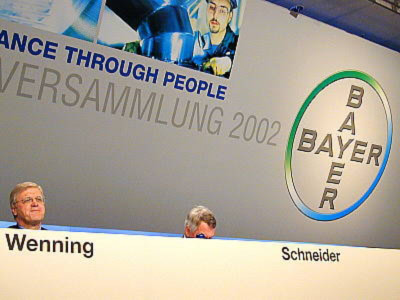 ANCE THROUGH PEOPLE
VERSAMMLUNG 2002
BAYER
BAYER
Wenning
Schneider